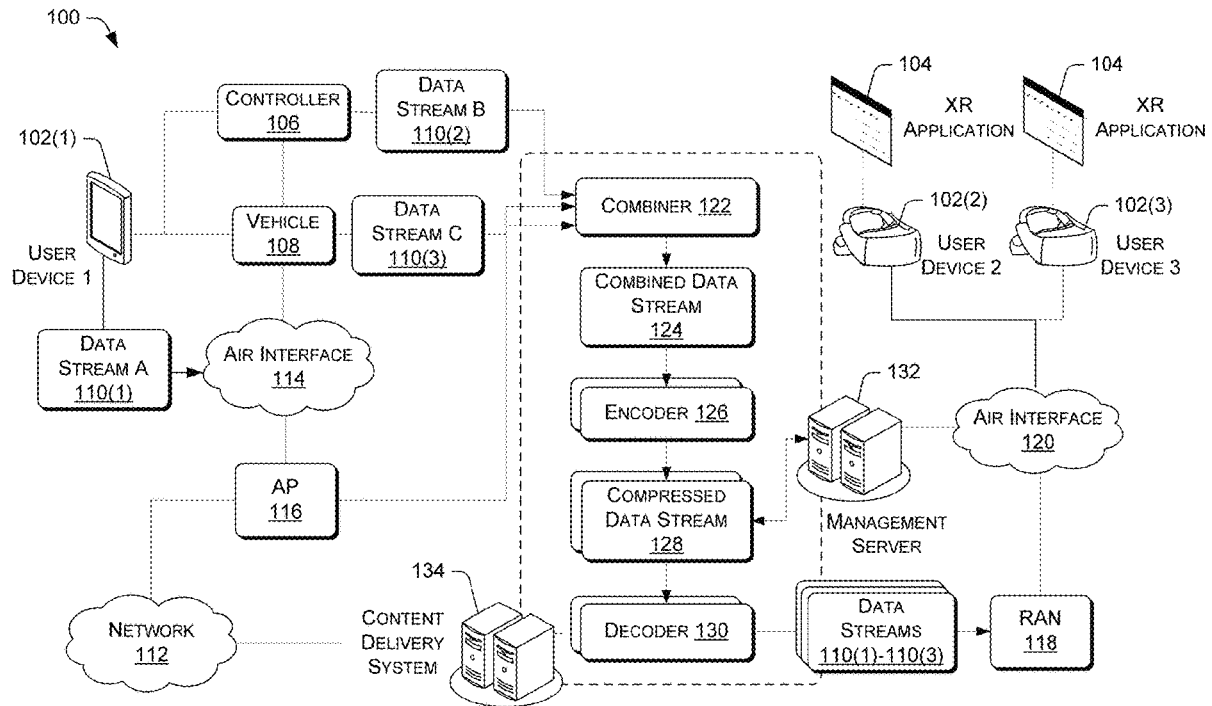 100
102(1)
USER
DEVICE 1
CONTROLLER
106
DATA
STREAM B
110(2)
VEHICLE
108
DATA
STREAM C
110(3)
DATA
STREAM A
110(1)
AIR INTERFACE
114
AP
116
NETWORK
112
134
CONTENT
DELIVERY
SYSTEM
COMBINER 122
COMBINED DATA
STREAM
124
ENCODER 126
COMPRESSED
DATA STREAM
128
DECODER 130
132
MANAGEMENT
SERVER
DATA
STREAMS
110(1)-110(3)
RAN
118
AIR INTERFACE
120
104
XR
APPLICATION
104
XR
APPLICATION
102(2)
USER
DEVICE 2
102(3)
USER
DEVICE 3